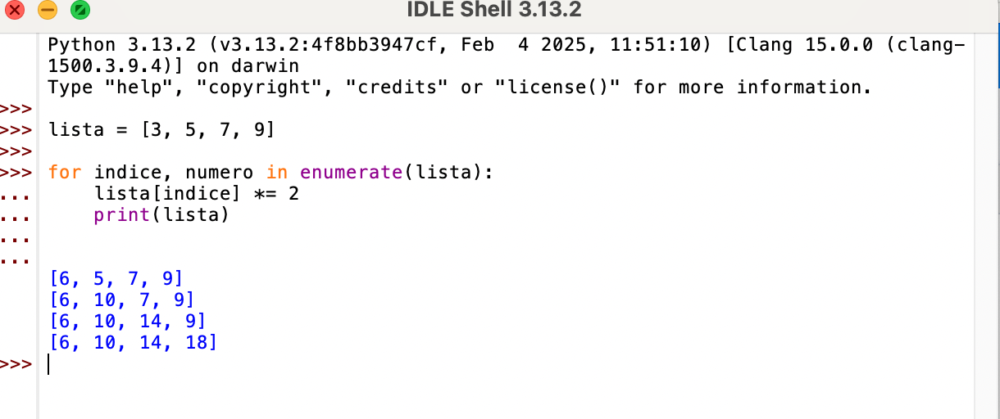 IDLE Shell 3.13.2
Python 3.13.2 (v3.13.2:4f8bb3947cf, Feb  4 2025, 11:51:10) [Clang 15.0.0 (clang-
1500.3.9.4)] on darwin
Type "help", "copyright", "credits" or "license()" for more information.
>>>
>>> lista = [3, 5, 7, 9]
>>>
>>> for indice, numero in enumerate(lista):
...     lista[indice] *= 2
...     print(lista)
...
...
[6, 5, 7, 9]
[6, 10, 7, 9]
[6, 10, 14, 9]
[6, 10, 14, 18]
>>>